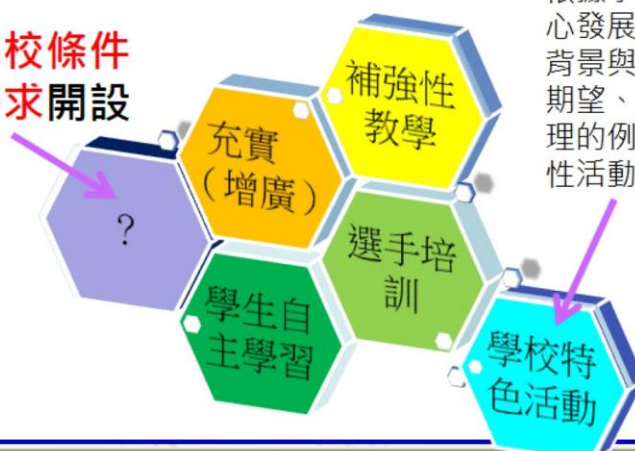 校條件
求開設
心發展
背景與
期望、
理的例
性活動
補強性
教學
充實
（增廣）
?
選手培
訓
學生自
主學習
學校特
色活動